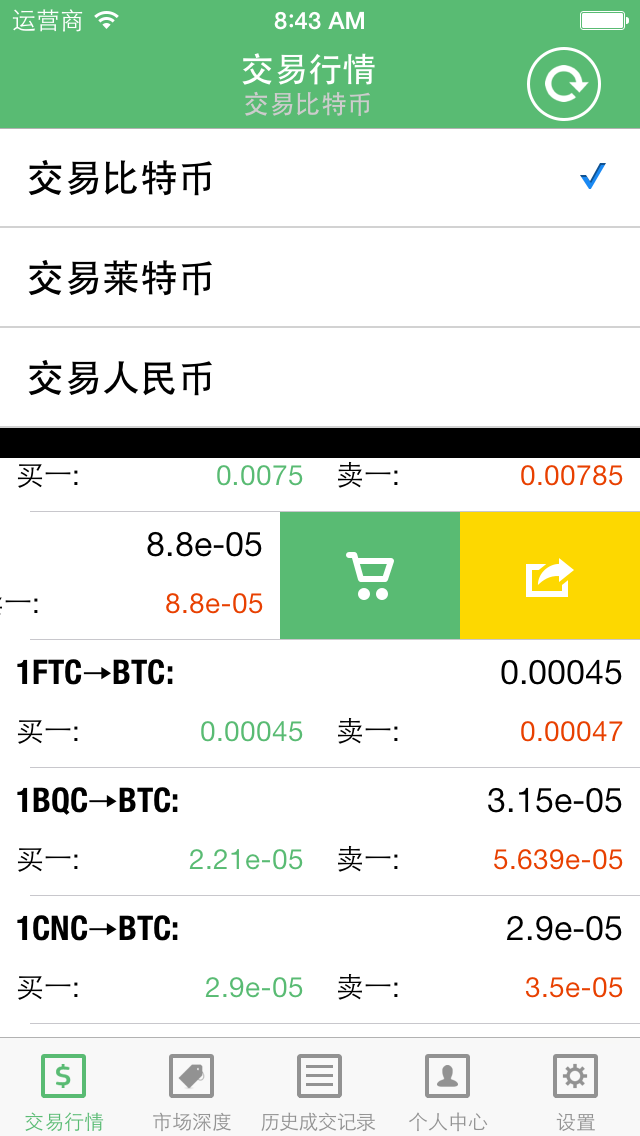 运营商 8:43 AM
交易行情
交易比特币
交易比特币
交易莱特币
交易人民币
买一: 0.0075 卖一: 0.00785
8.8e-05
一: 8.8e-05
1FTC→BTC: 0.00045
买一: 0.00045 卖一: 0.00047
1BQC→BTC: 3.15e-05
买一: 2.21e-05 卖一: 5.639e-05
1CNC→BTC: 2.9e-05
买一: 2.9e-05 卖一: 3.5e-05
交易行情 市场深度 历史成交记录 个人中心 设置